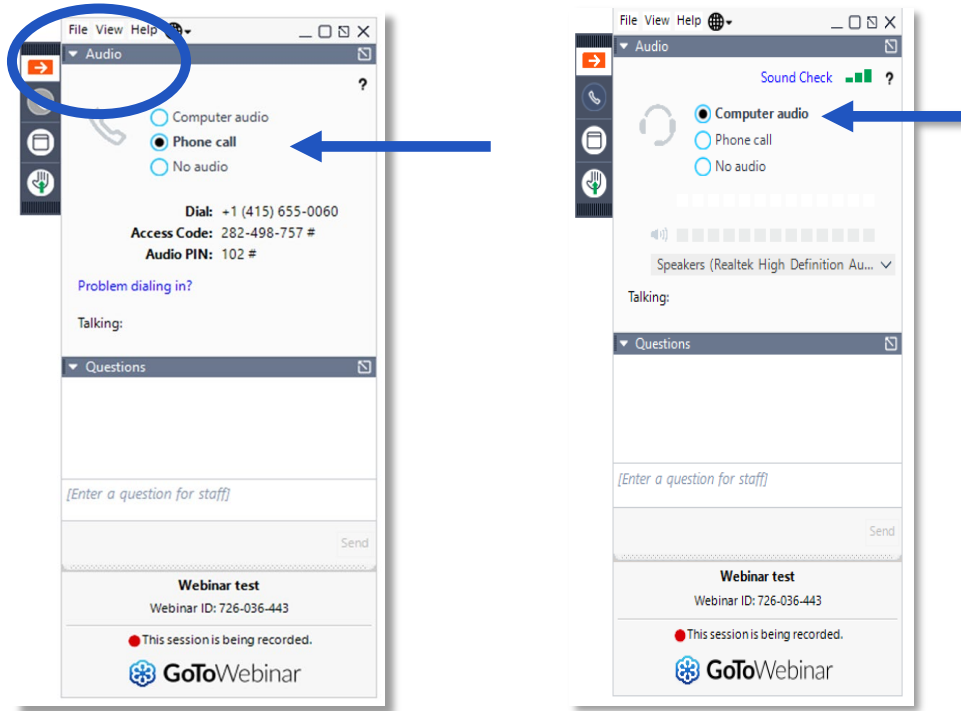 File View Help
Audio
?
Computer audio
Phone call
No audio
Dial: +1 (415) 655-0060
Access Code: 282-498-757 #
Audio PIN: 102 #
Problem dialing in?
Talking:
Questions
[Enter a question for staff]
Send
Webinar test
Webinar ID: 726-036-443
This session is being recorded.
GoToWebinar
File View Help
Audio
Sound Check ?
Computer audio
Phone call
No audio
Speakers (Realtek High Definition Au...
Talking:
Questions
[Enter a question for staff]
Send
Webinar test
Webinar ID: 726-036-443
This session is being recorded.
GoToWebinar